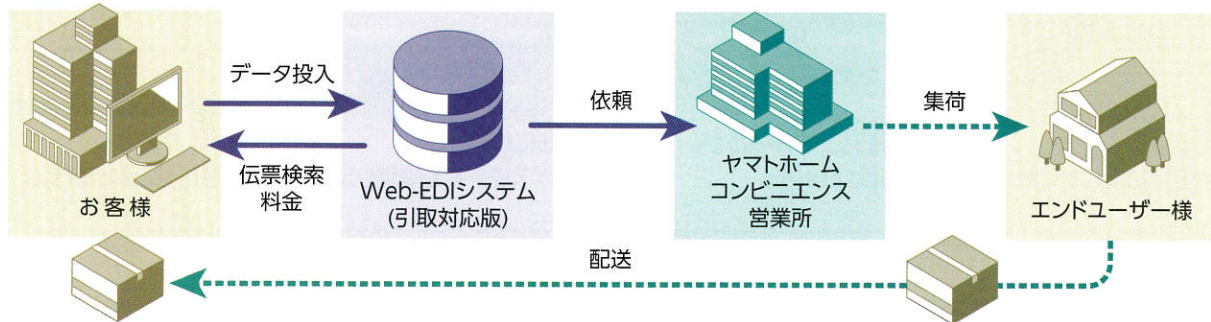 データ投入
伝票検索
料金
お客様
Web-EDIシステム
(引取対応版)
依頼
ヤマトホーム
コンビニエンス
営業所
集荷
エンドユーザー様
配送